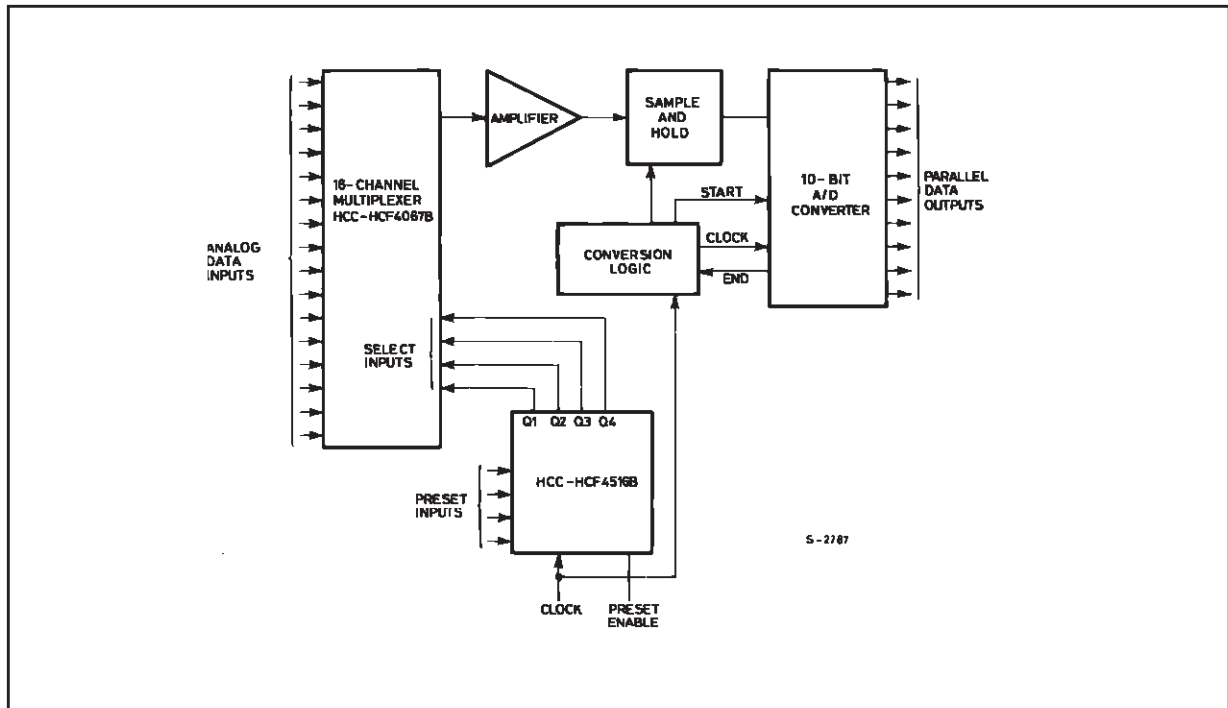 AMPLIFIER
SAMPLE
AND
HOLD
16-CHANNEL
MULTIPLEXER
HCC-HCF4067B
10-BIT
A/D
CONVERTER
PARALLEL
DATA
OUTPUTS
START
CLOCK
END
CONVERSION
LOGIC
ANALOG
DATA
INPUTS
SELECT
INPUTS
Q1 Q2 Q3 Q4
HCC-HCF4516B
PRESET
INPUTS
S-2787
CLOCK
PRESET
ENABLE